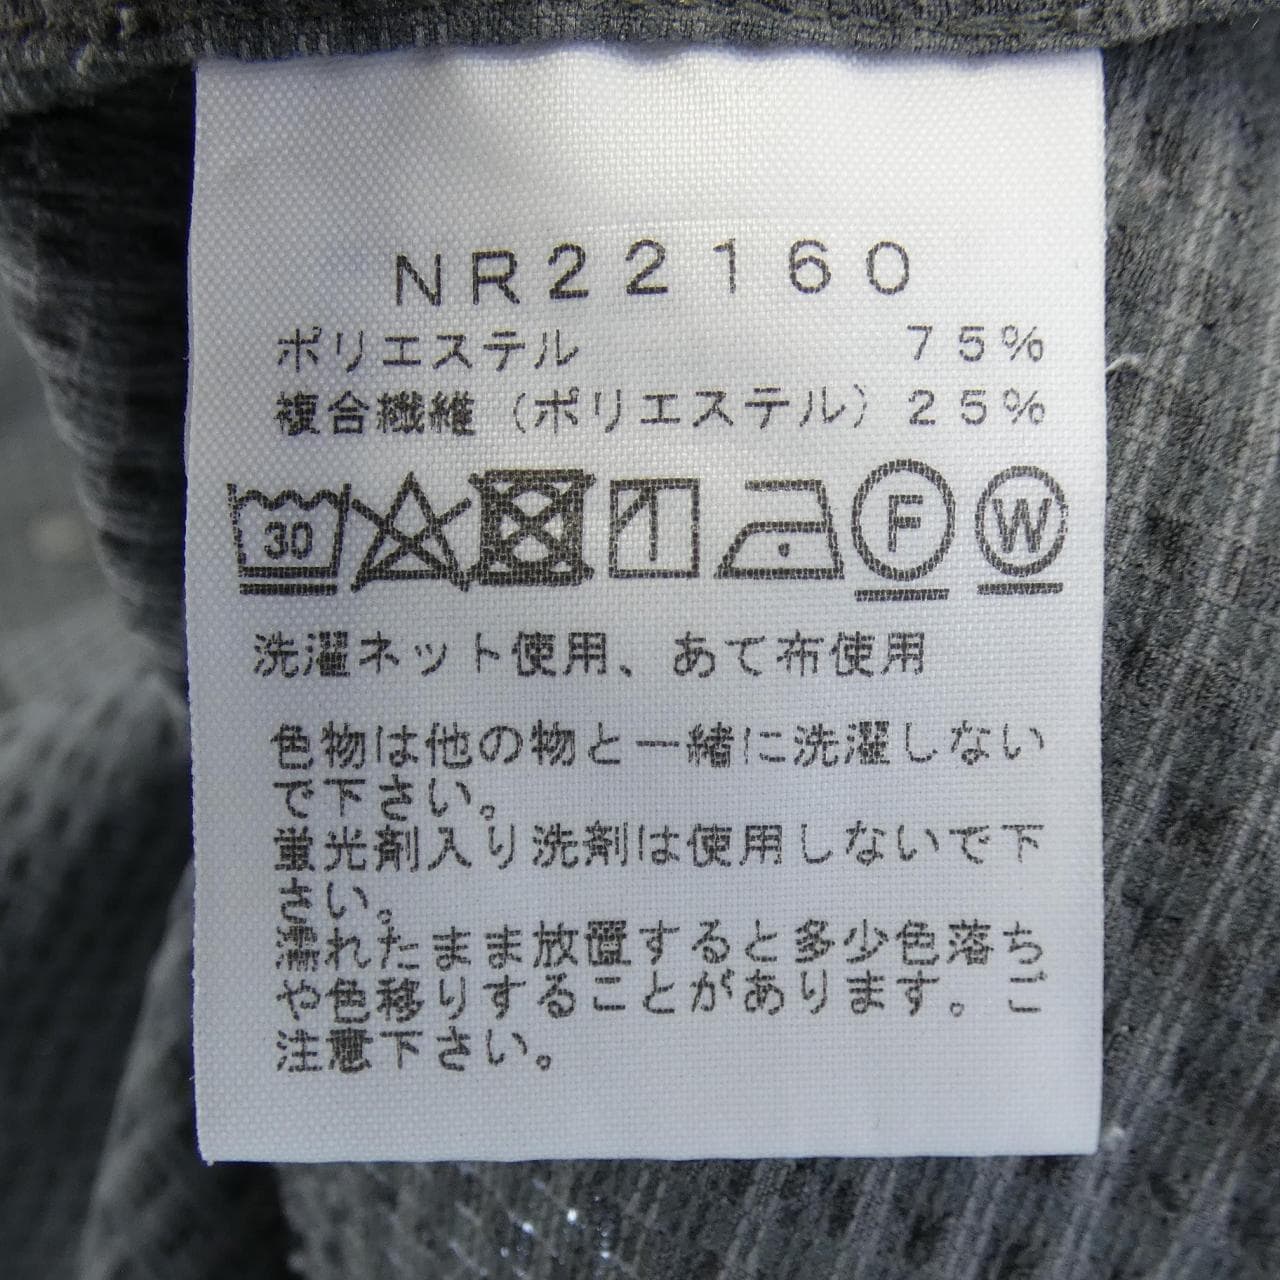 NR22160
ポリエステル 75%
複合繊維（ポリエステル）25%
30 F W
洗濯ネット使用、あて布使用
色物は他の物と一緒に洗濯しない
で下さい。
蛍光剤入り洗剤は使用しないで下
さい。
濡れたまま放置すると多少色落ち
や色移りすることがあります。ご
注意下さい。